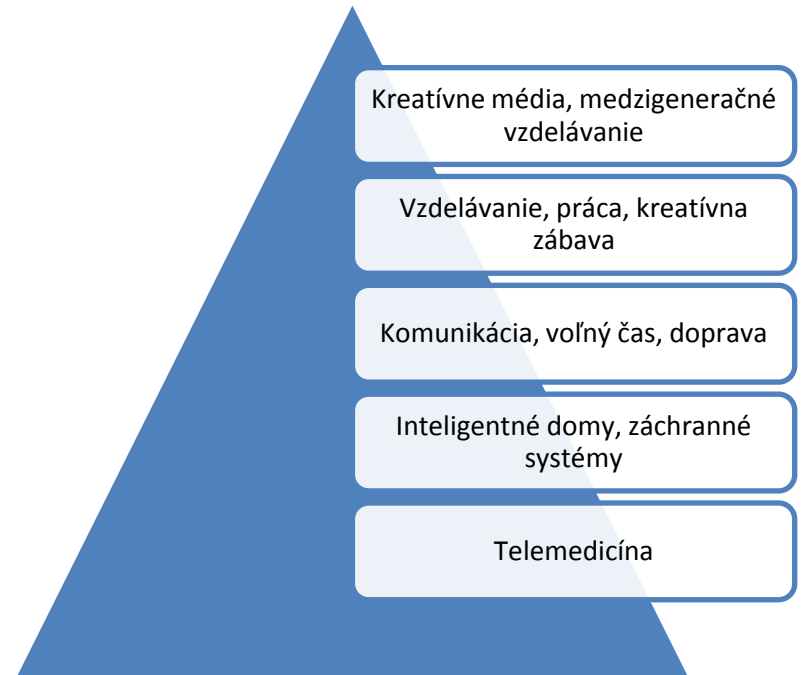 Kreatívne média, medzigeneračné
vzdelávanie
Vzdelávanie, práca, kreatívna
zábava
Komunikácia, voľný čas, doprava
Inteligentné domy, záchranné
systémy
Telemedicína